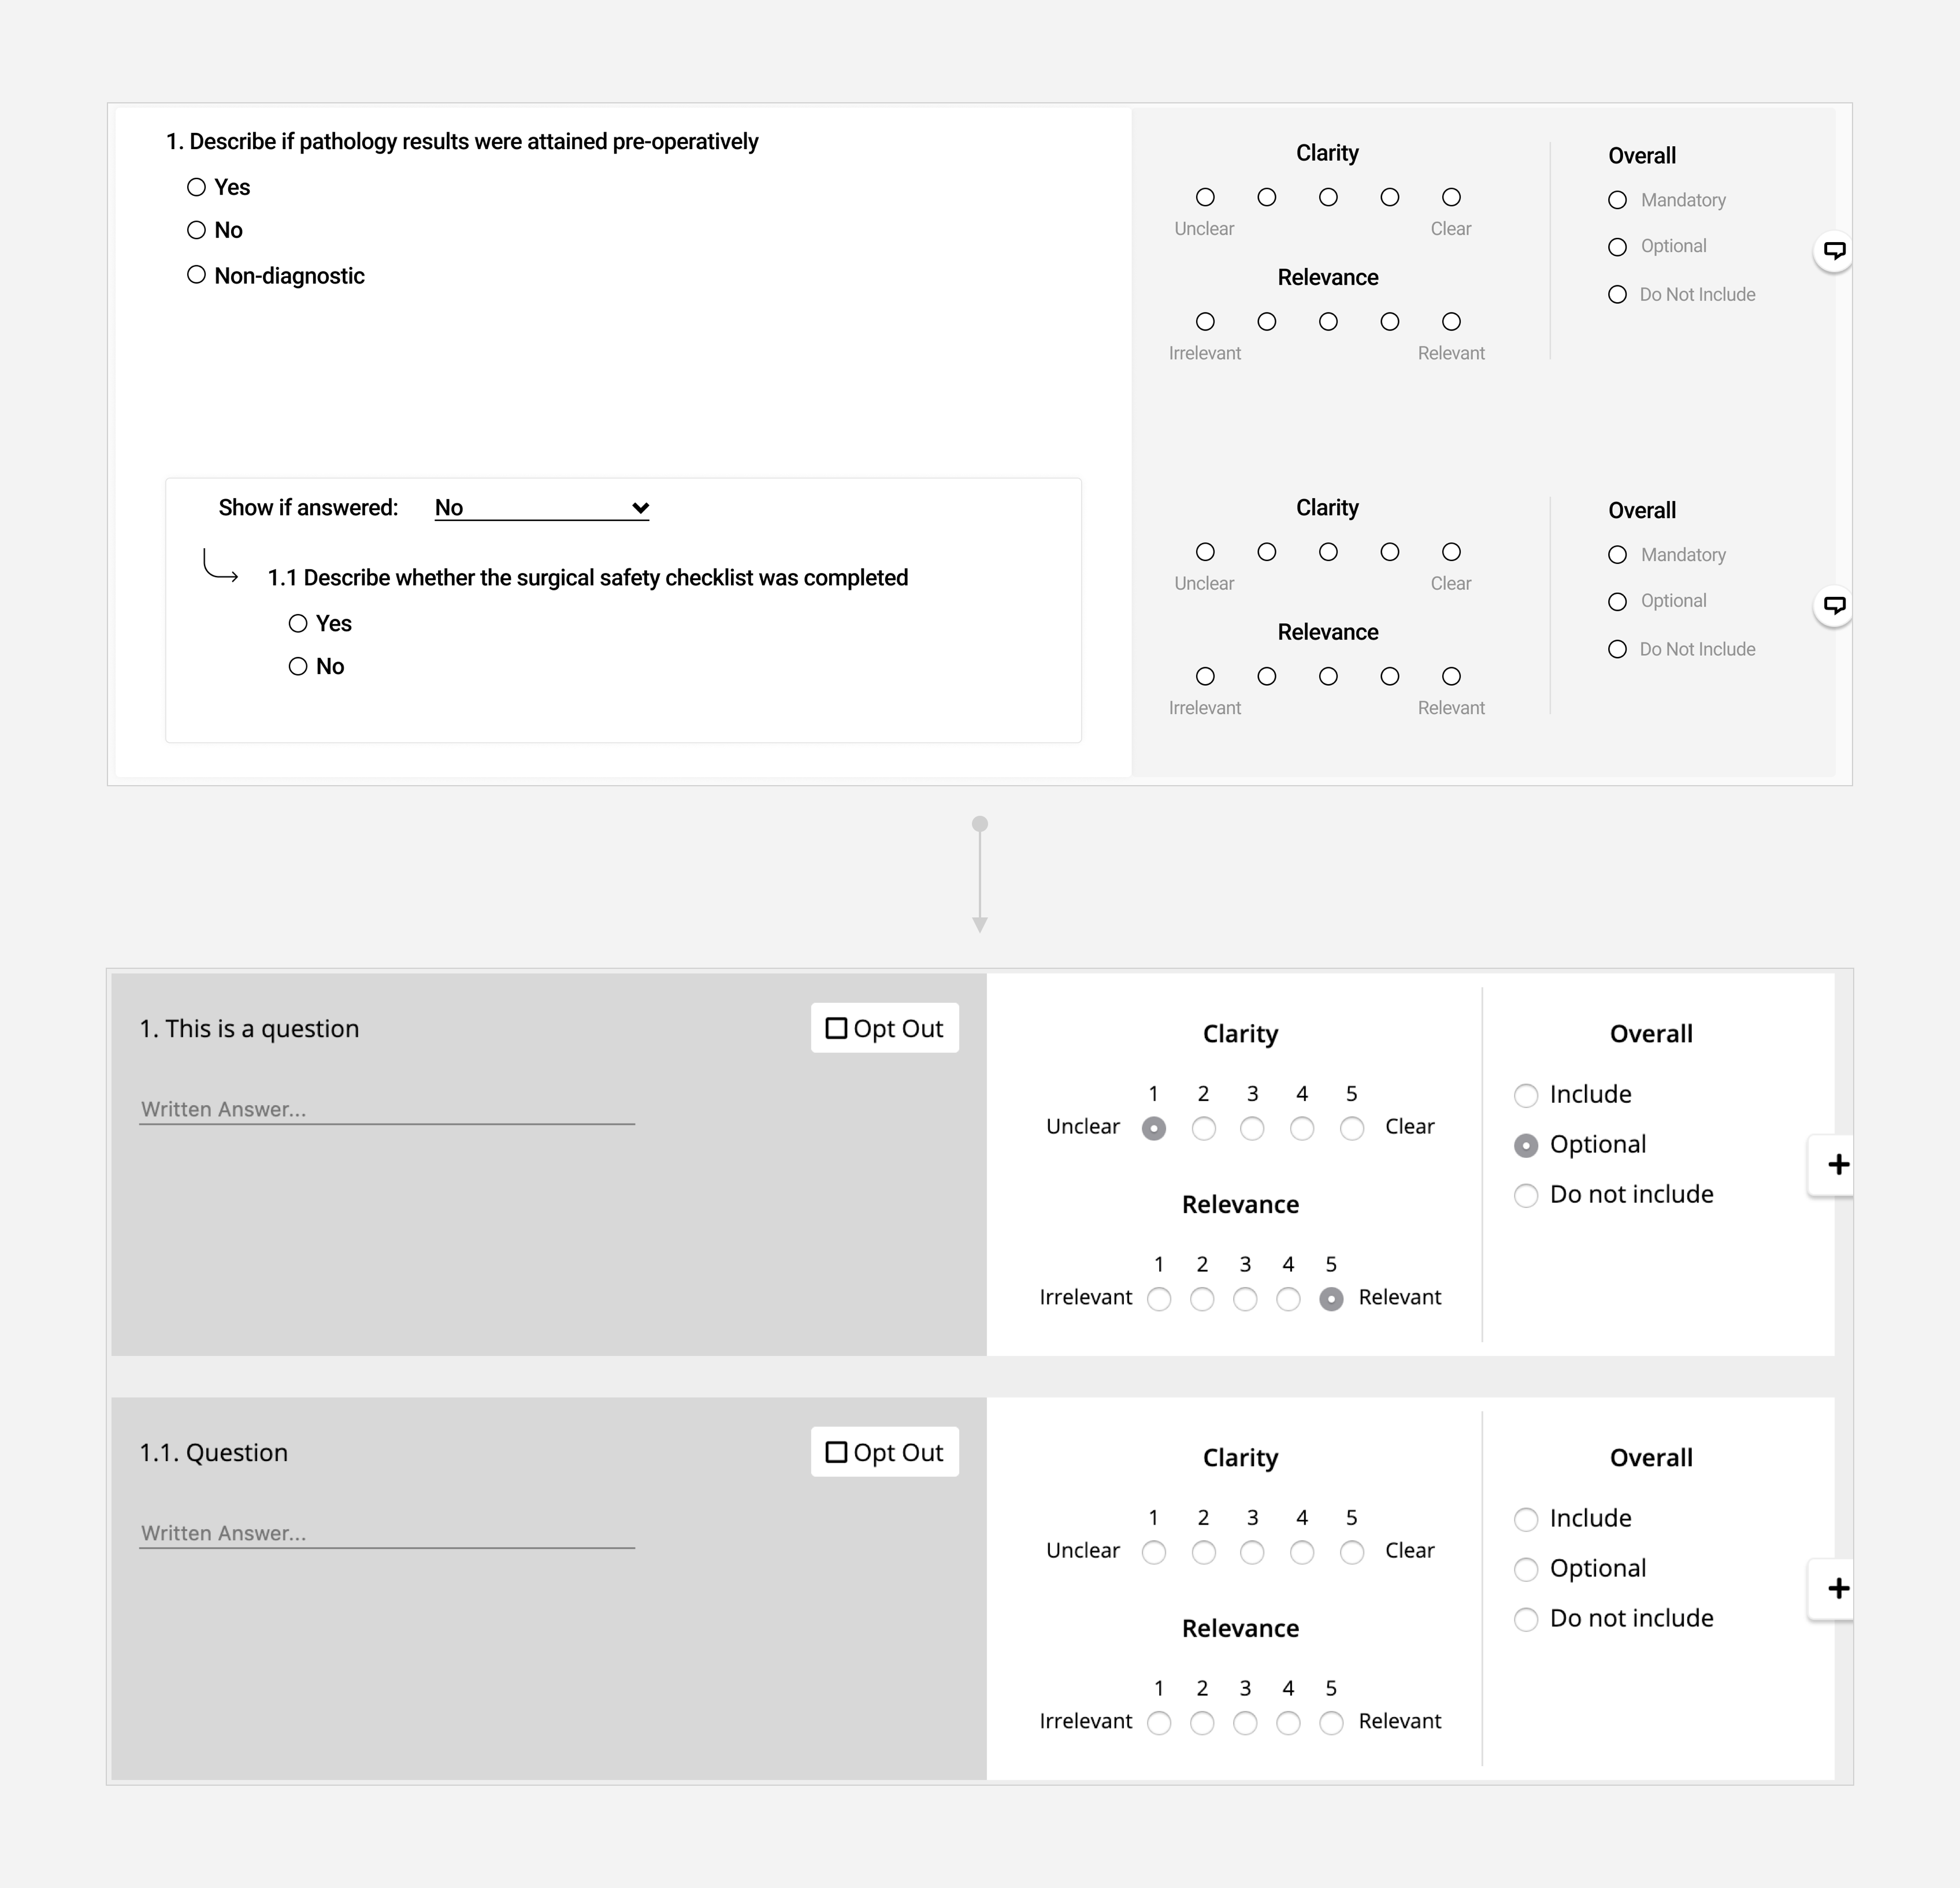 1. Describe if pathology results were attained pre-operatively
Yes
No
Non-diagnostic
Clarity
Unclear
Clear
Relevance
Irrelevant
Relevant
Overall
Mandatory
Optional
Do Not Include
Show if answered: No
1.1 Describe whether the surgical safety checklist was completed
Yes
No
Clarity
Unclear
Clear
Relevance
Irrelevant
Relevant
Overall
Mandatory
Optional
Do Not Include
1. This is a question
Opt Out
Written Answer...
Clarity
1 2 3 4 5
Unclear Clear
Relevance
1 2 3 4 5
Irrelevant Relevant
Overall
Include
Optional
Do not include
1.1. Question
Opt Out
Written Answer...
Clarity
1 2 3 4 5
Unclear Clear
Relevance
1 2 3 4 5
Irrelevant Relevant
Overall
Include
Optional
Do not include